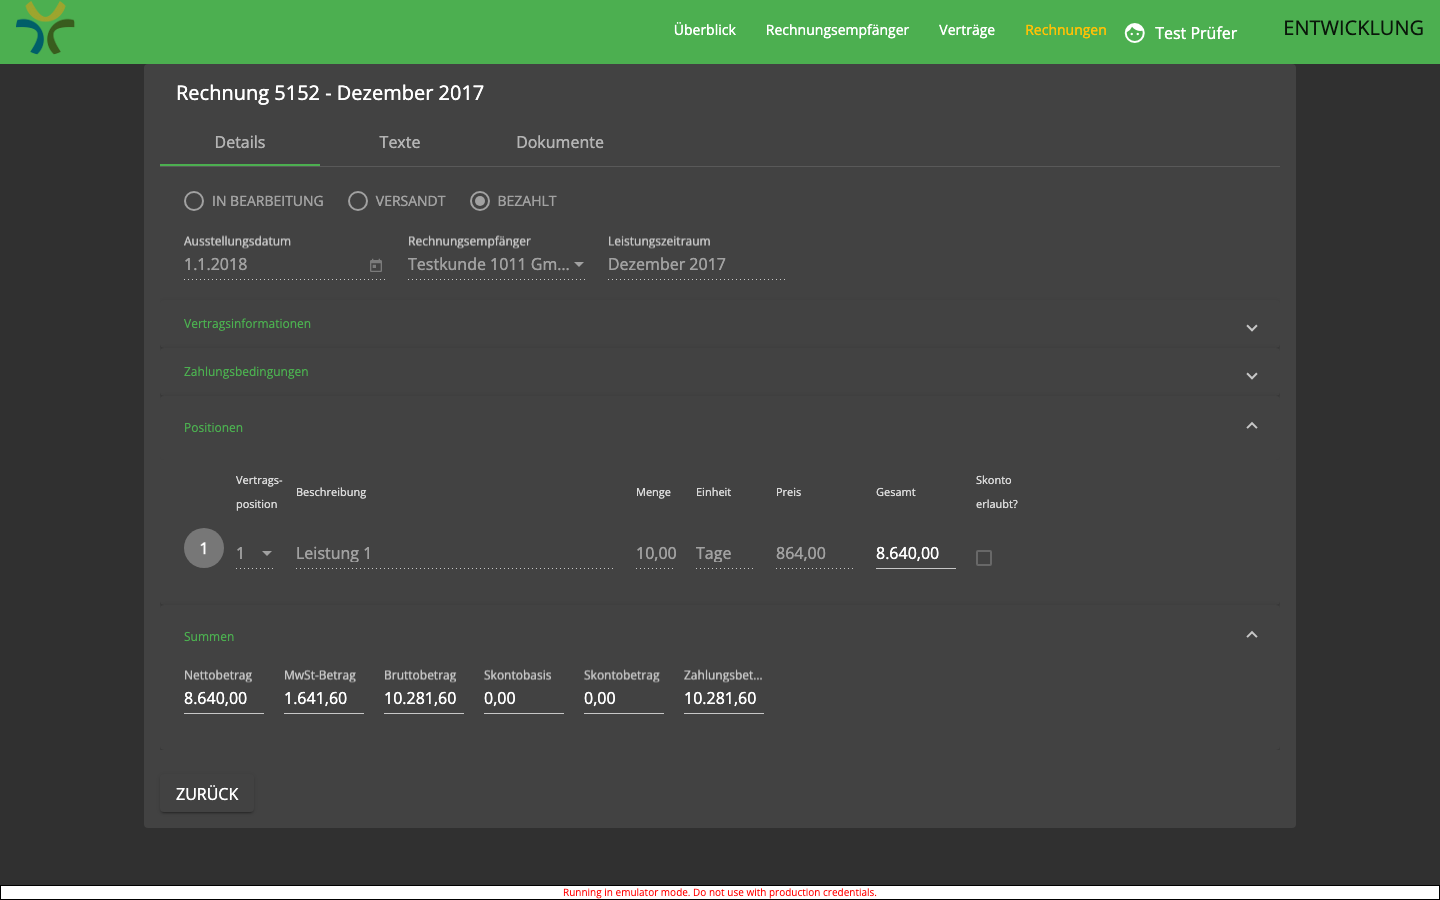 Überblick Rechnungsempfänger Verträge Rechnungen Test Prüfer ENTWICKLUNG
Rechnung 5152 - Dezember 2017
Details Texte Dokumente
IN BEARBEITUNG VERSANDT BEZAHLT
Ausstellungsdatum Rechnungsempfänger Leistungszeitraum
1.1.2018 Testkunde 1011 Gm... Dezember 2017
Vertragsinformationen
Zahlungsbedingungen
Positionen
Vertrags-
position Beschreibung Menge Einheit Preis Gesamt Skonto
erlaubt?
1 1 Leistung 1 10,00 Tage 864,00 8.640,00
Summen
Nettobetrag MwSt-Betrag Bruttobetrag Skontobasis Skontobetrag Zahlungsbet...
8.640,00 1.641,60 10.281,60 0,00 0,00 10.281,60
ZURÜCK
Running in emulator mode. Do not use with production credentials.